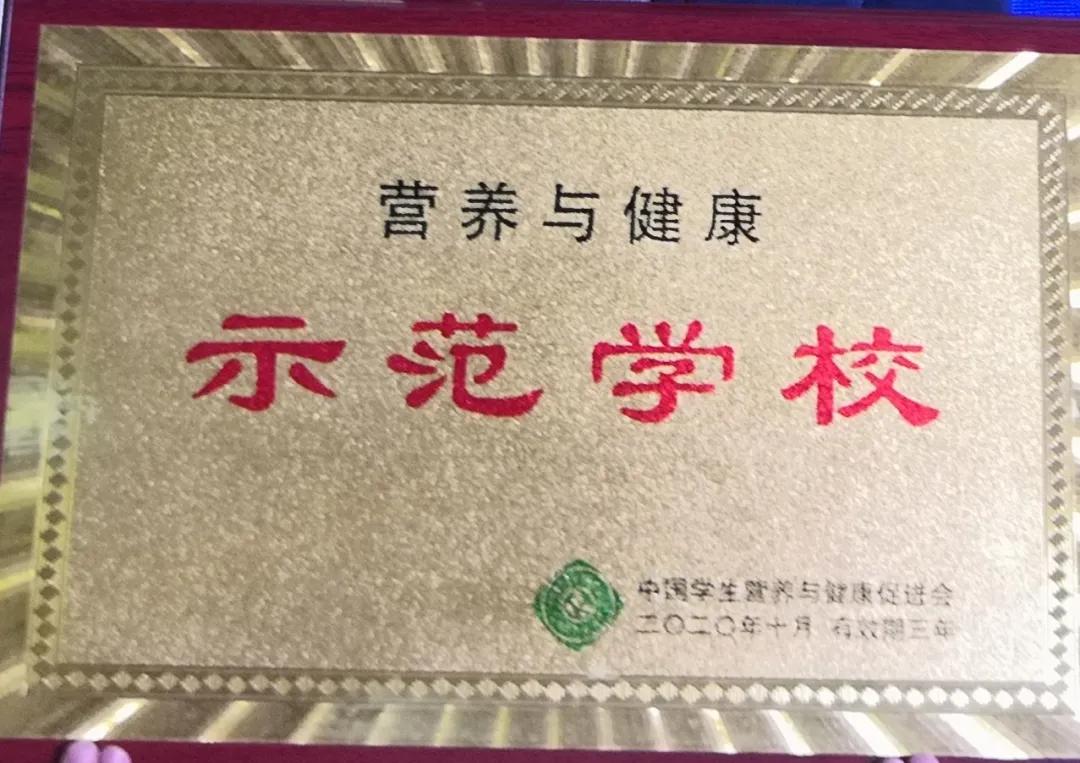 营养与健康
示范学校
中国学生营养与健康促进会
二〇二〇年十月 有效期三年